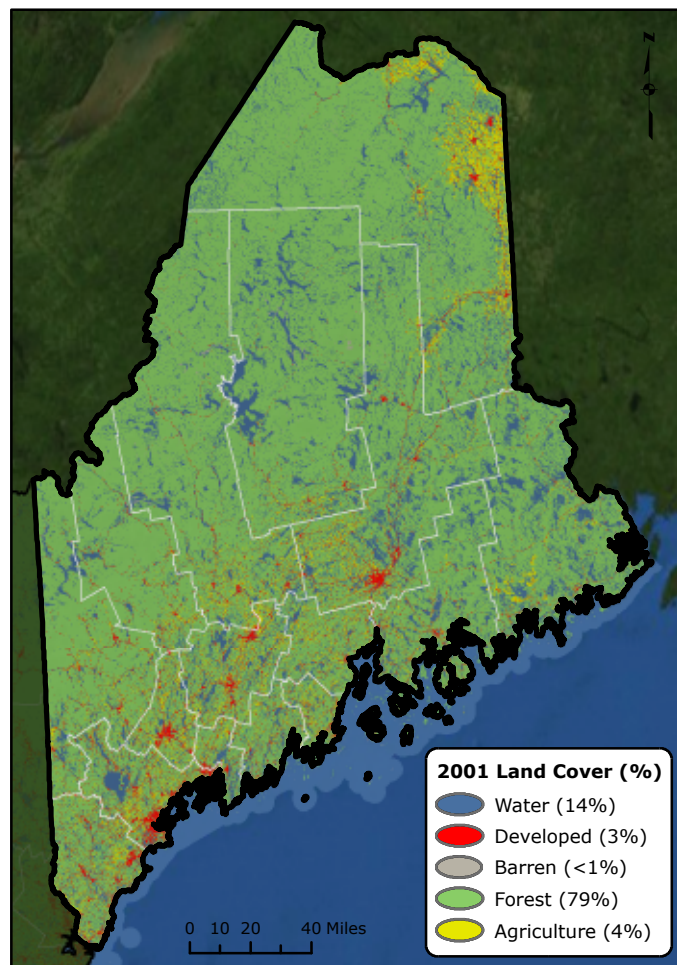 N
2001 Land Cover (%)
Water (14%)
Developed (3%)
Barren (<1%)
Forest (79%)
Agriculture (4%)
0 10 20 40 Miles